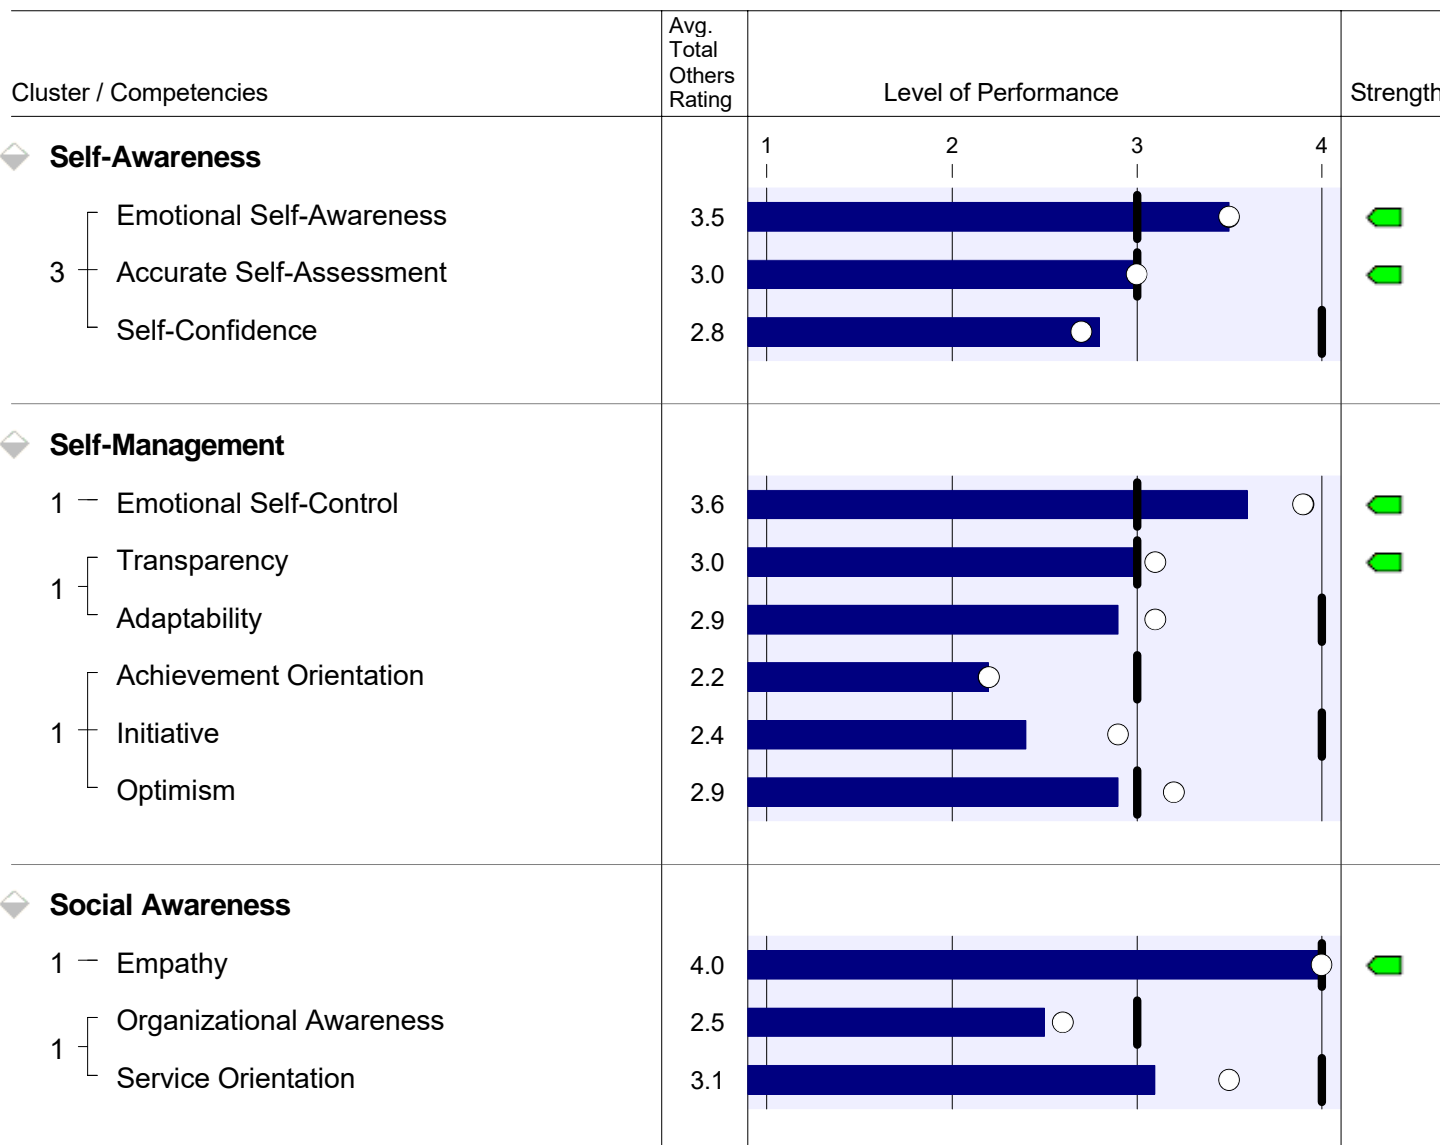 Avg.
Total
Others
Rating
Cluster / Competencies
Level of Performance
Strength
Self-Awareness
1 2 3 4
Emotional Self-Awareness 3.5
3 Accurate Self-Assessment 3.0
Self-Confidence 2.8
Self-Management
1 Emotional Self-Control 3.6
Transparency 3.0
1
Adaptability 2.9
Achievement Orientation 2.2
1 Initiative 2.4
Optimism 2.9
Social Awareness
1 Empathy 4.0
Organizational Awareness 2.5
1
Service Orientation 3.1